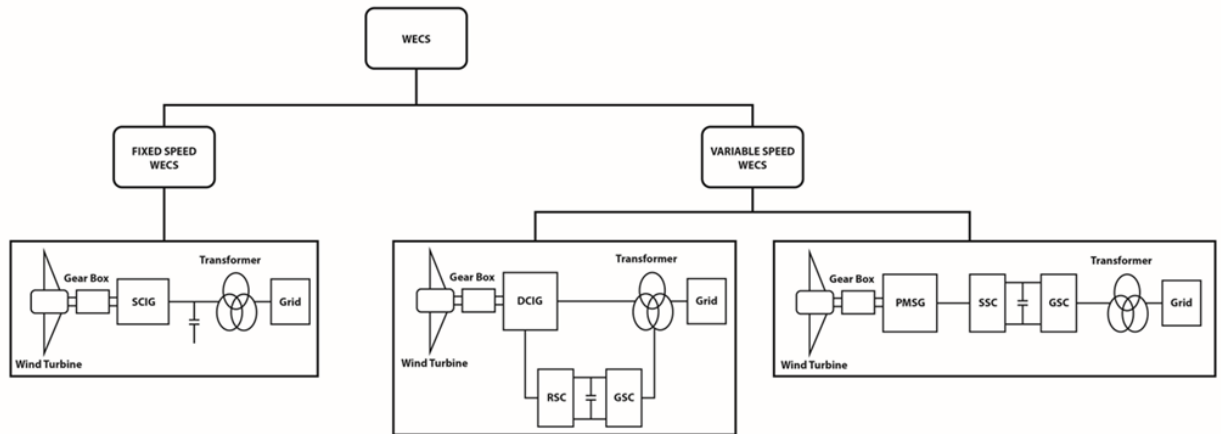 WECS
FIXED SPEED
WECS
VARIABLE SPEED
WECS
Transformer
Gear Box
SCIG
Grid
Wind Turbine
Transformer
Gear Box
DCIG
Grid
Wind Turbine
RSC
GSC
Transformer
Gear Box
PMSG
SSC
GSC
Grid
Wind Turbine